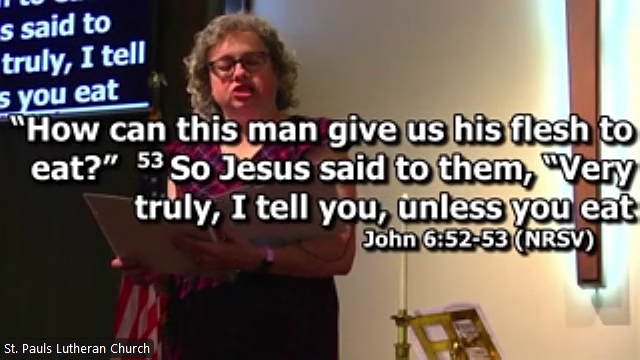 s said to
truly, I tell
s you eat
“How can this man give us his flesh to
eat?” 53 So Jesus said to them, “Very
truly, I tell you, unless you eat
John 6:52-53 (NRSV)
St. Pauls Lutheran Church